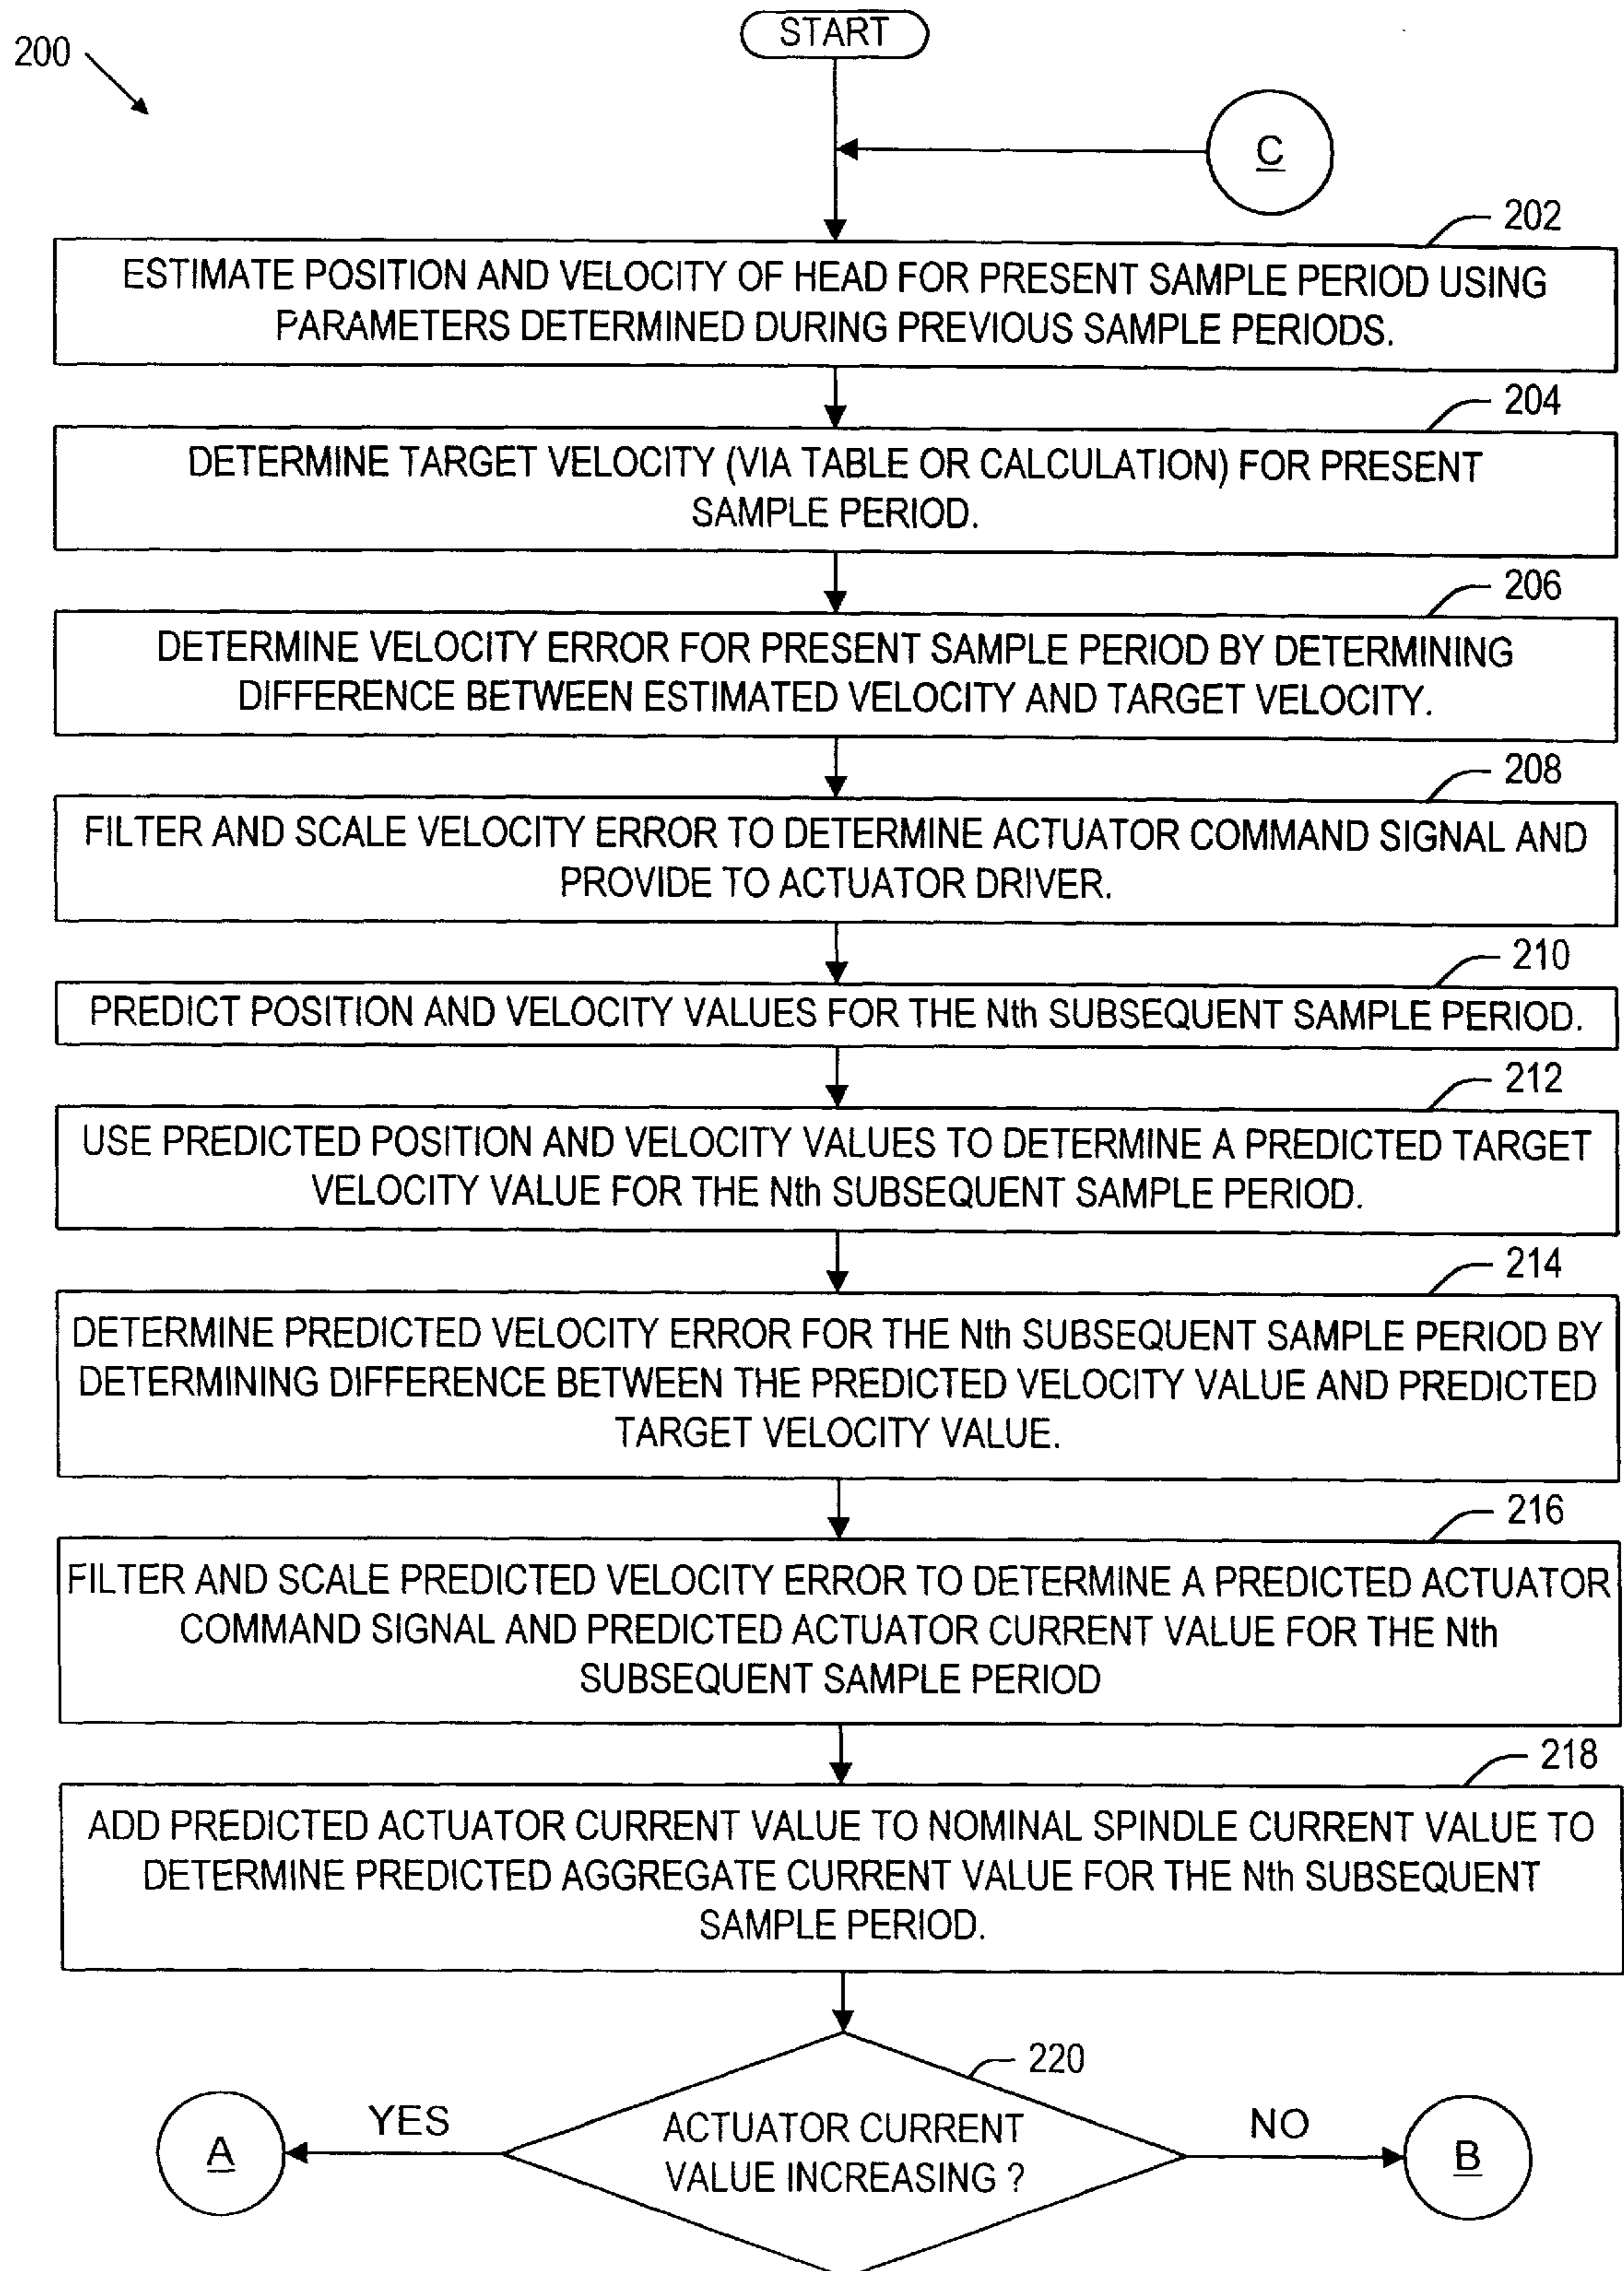 START
200
C
202
ESTIMATE POSITION AND VELOCITY OF HEAD FOR PRESENT SAMPLE PERIOD USING
PARAMETERS DETERMINED DURING PREVIOUS SAMPLE PERIODS.
204
DETERMINE TARGET VELOCITY (VIA TABLE OR CALCULATION) FOR PRESENT
SAMPLE PERIOD.
206
DETERMINE VELOCITY ERROR FOR PRESENT SAMPLE PERIOD BY DETERMINING
DIFFERENCE BETWEEN ESTIMATED VELOCITY AND TARGET VELOCITY.
208
FILTER AND SCALE VELOCITY ERROR TO DETERMINE ACTUATOR COMMAND SIGNAL AND
PROVIDE TO ACTUATOR DRIVER.
210
PREDICT POSITION AND VELOCITY VALUES FOR THE Nth SUBSEQUENT SAMPLE PERIOD.
212
USE PREDICTED POSITION AND VELOCITY VALUES TO DETERMINE A PREDICTED TARGET
VELOCITY VALUE FOR THE Nth SUBSEQUENT SAMPLE PERIOD.
214
DETERMINE PREDICTED VELOCITY ERROR FOR THE Nth SUBSEQUENT SAMPLE PERIOD BY
DETERMINING DIFFERENCE BETWEEN THE PREDICTED VELOCITY VALUE AND PREDICTED
TARGET VELOCITY VALUE.
216
FILTER AND SCALE PREDICTED VELOCITY ERROR TO DETERMINE A PREDICTED ACTUATOR
COMMAND SIGNAL AND PREDICTED ACTUATOR CURRENT VALUE FOR THE Nth
SUBSEQUENT SAMPLE PERIOD
218
ADD PREDICTED ACTUATOR CURRENT VALUE TO NOMINAL SPINDLE CURRENT VALUE TO
DETERMINE PREDICTED AGGREGATE CURRENT VALUE FOR THE Nth SUBSEQUENT
SAMPLE PERIOD.
220
A
YES
ACTUATOR CURRENT
VALUE INCREASING ?
NO
B